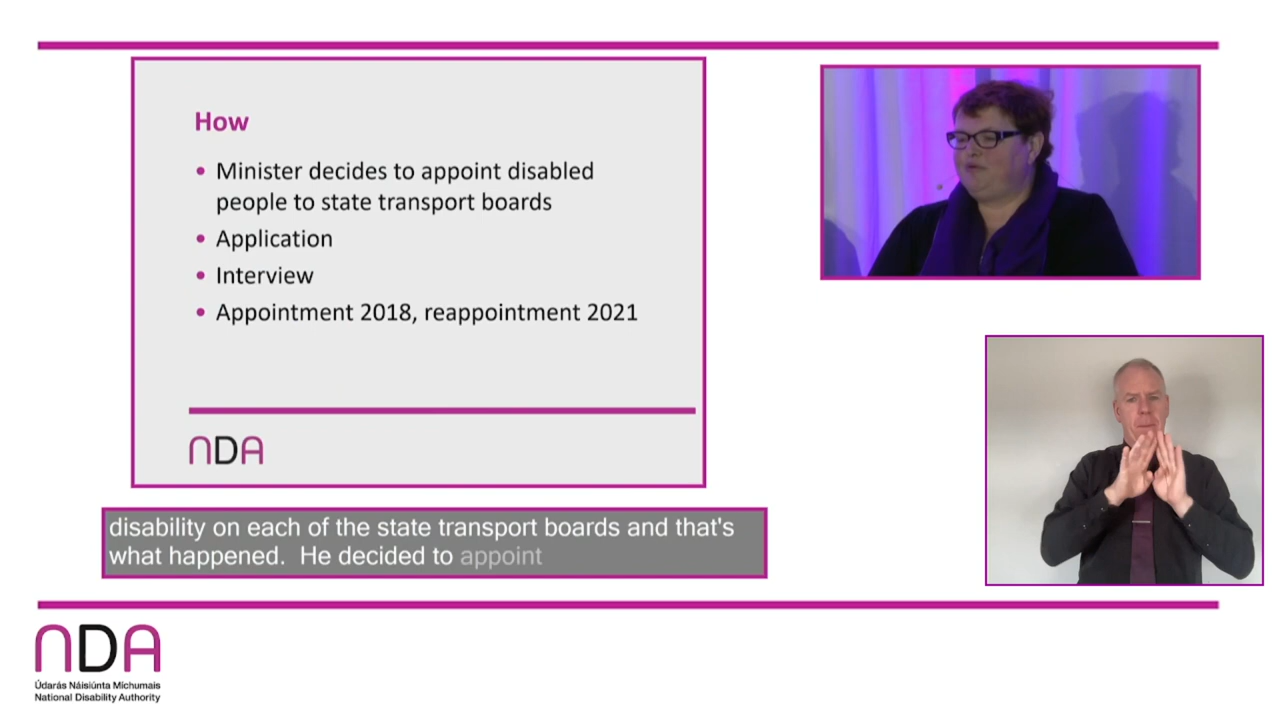 How
• Minister decides to appoint disabled
people to state transport boards
• Application
• Interview
• Appointment 2018, reappointment 2021
NDA
disability on each of the state transport boards and that's
what happened.  He decided to appoint
NDA
Údarás Náisiúnta Míchumais
National Disability Authority